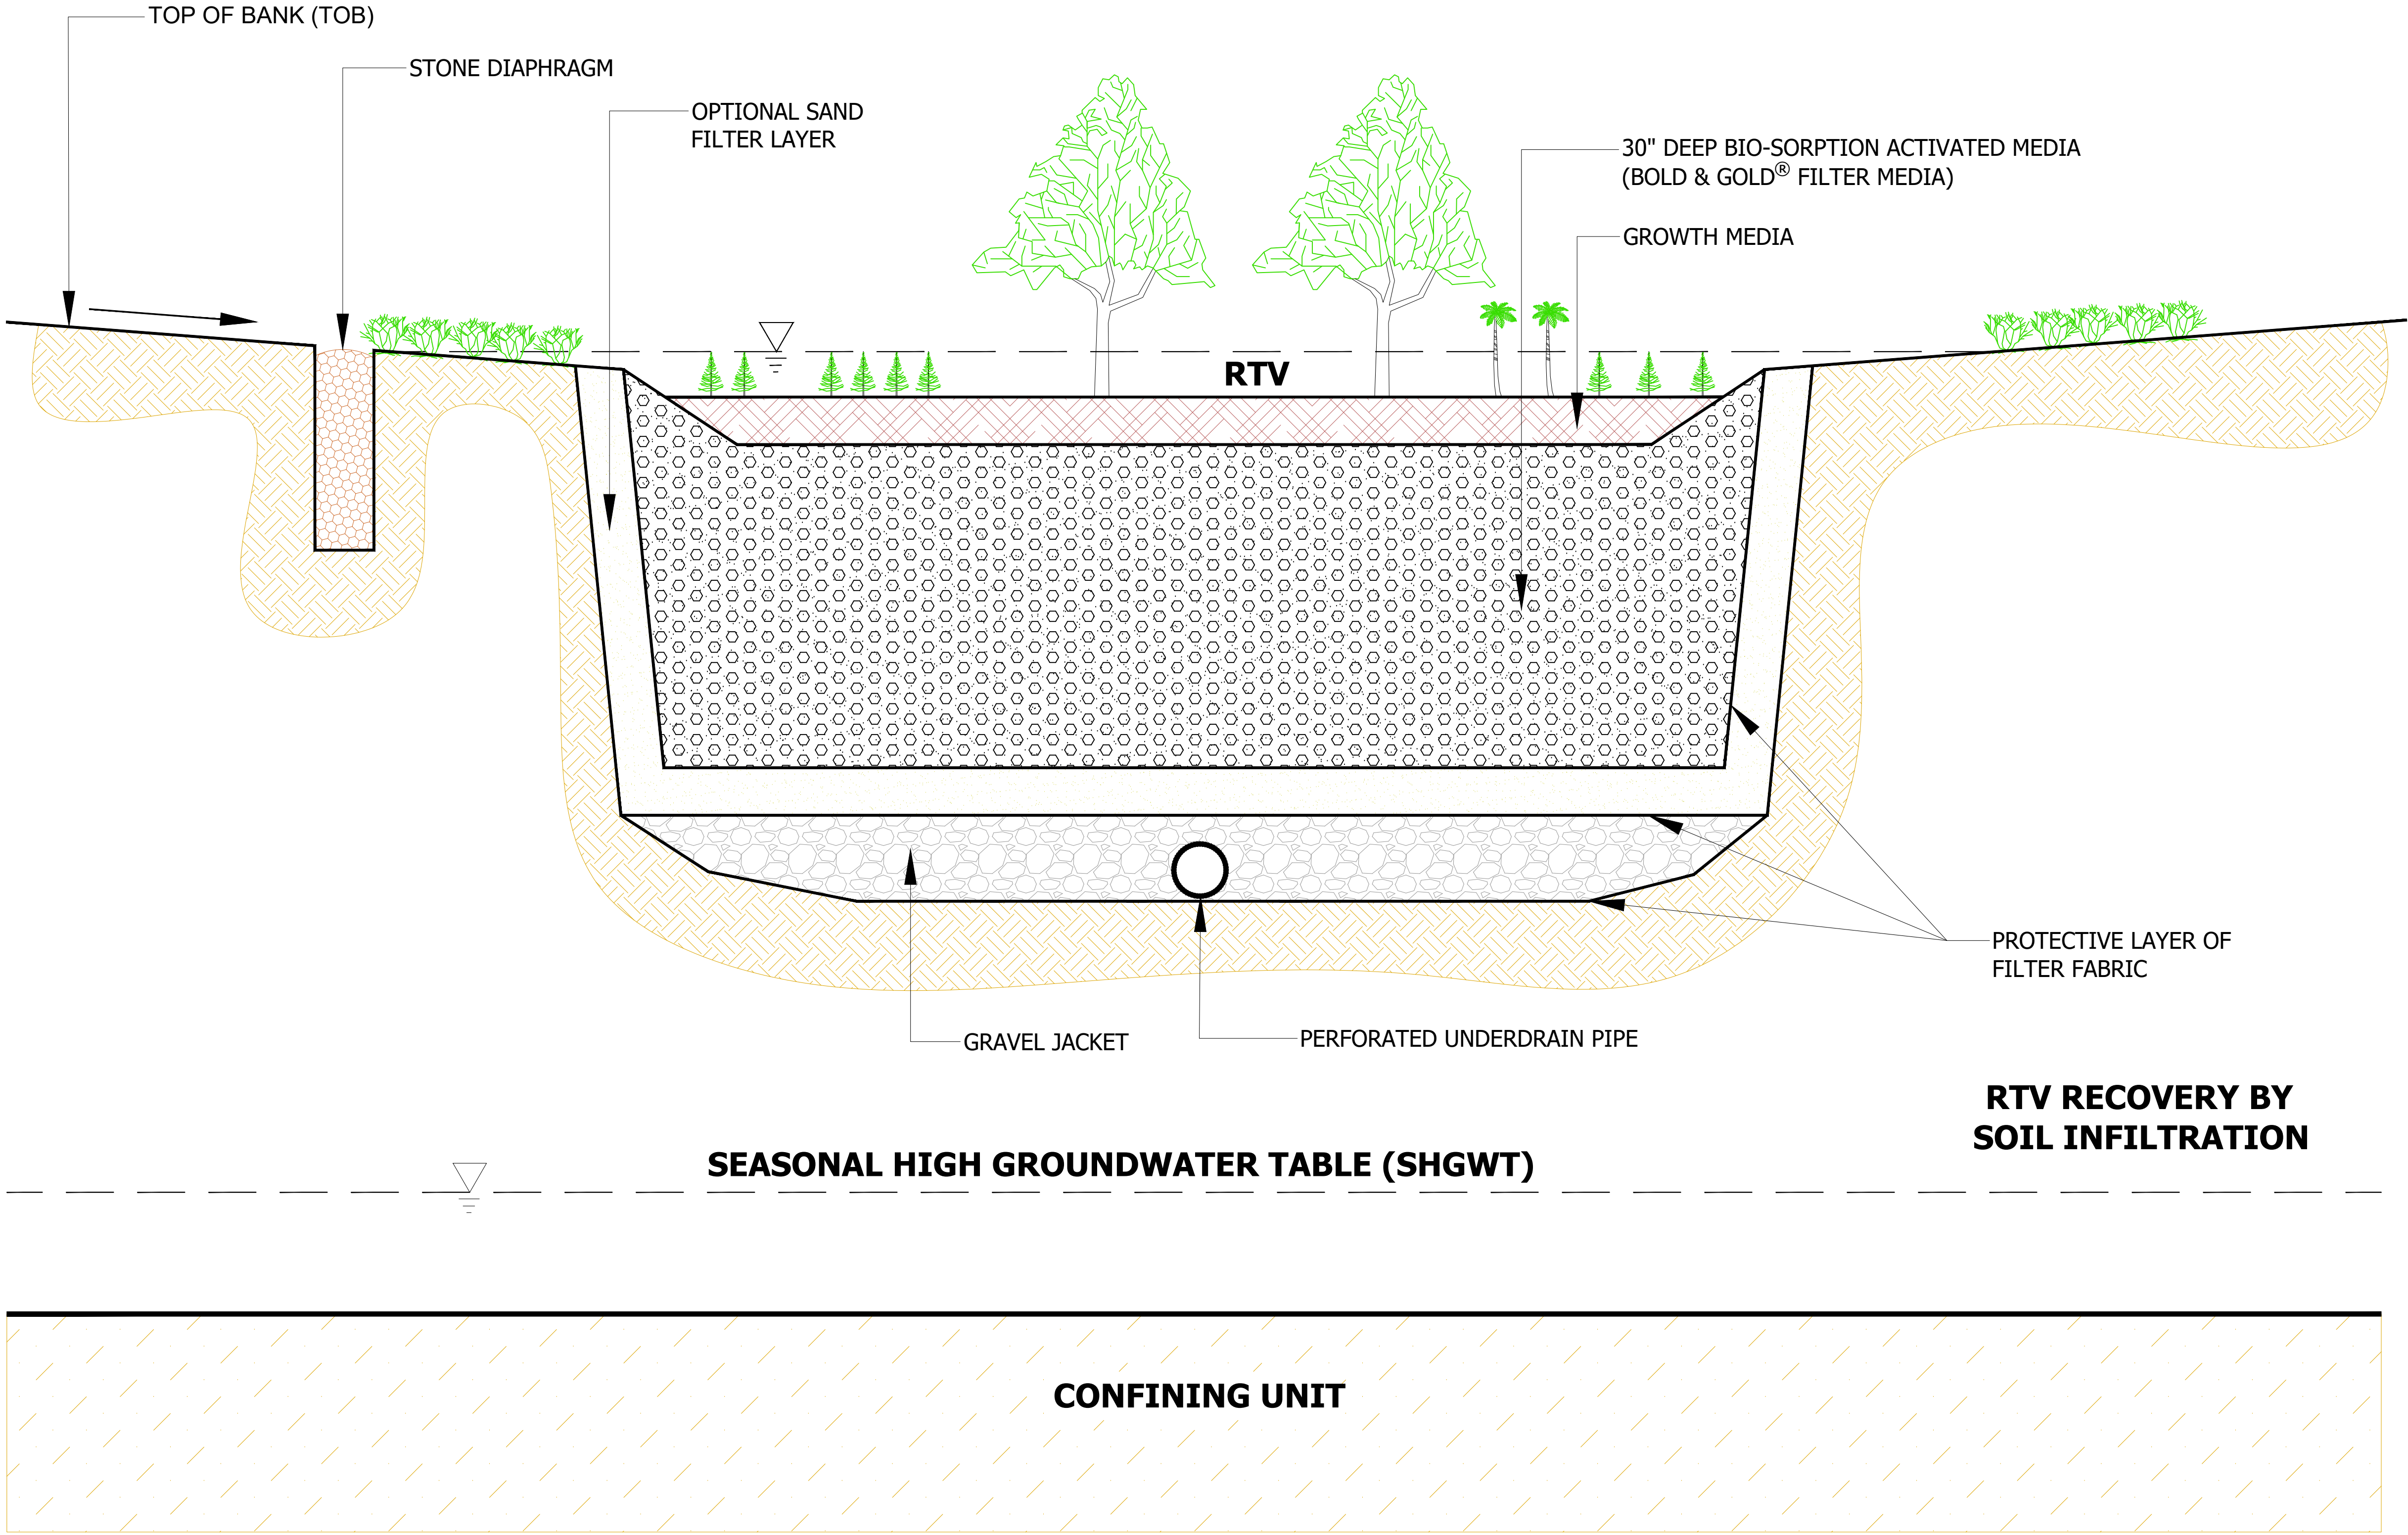 TOP OF BANK (TOB)
STONE DIAPHRAGM
OPTIONAL SAND
FILTER LAYER
30" DEEP BIO-SORPTION ACTIVATED MEDIA
(BOLD & GOLD® FILTER MEDIA)
GROWTH MEDIA
RTV
PROTECTIVE LAYER OF
FILTER FABRIC
GRAVEL JACKET
PERFORATED UNDERDRAIN PIPE
RTV RECOVERY BY
SOIL INFILTRATION
SEASONAL HIGH GROUNDWATER TABLE (SHGWT)
CONFINING UNIT